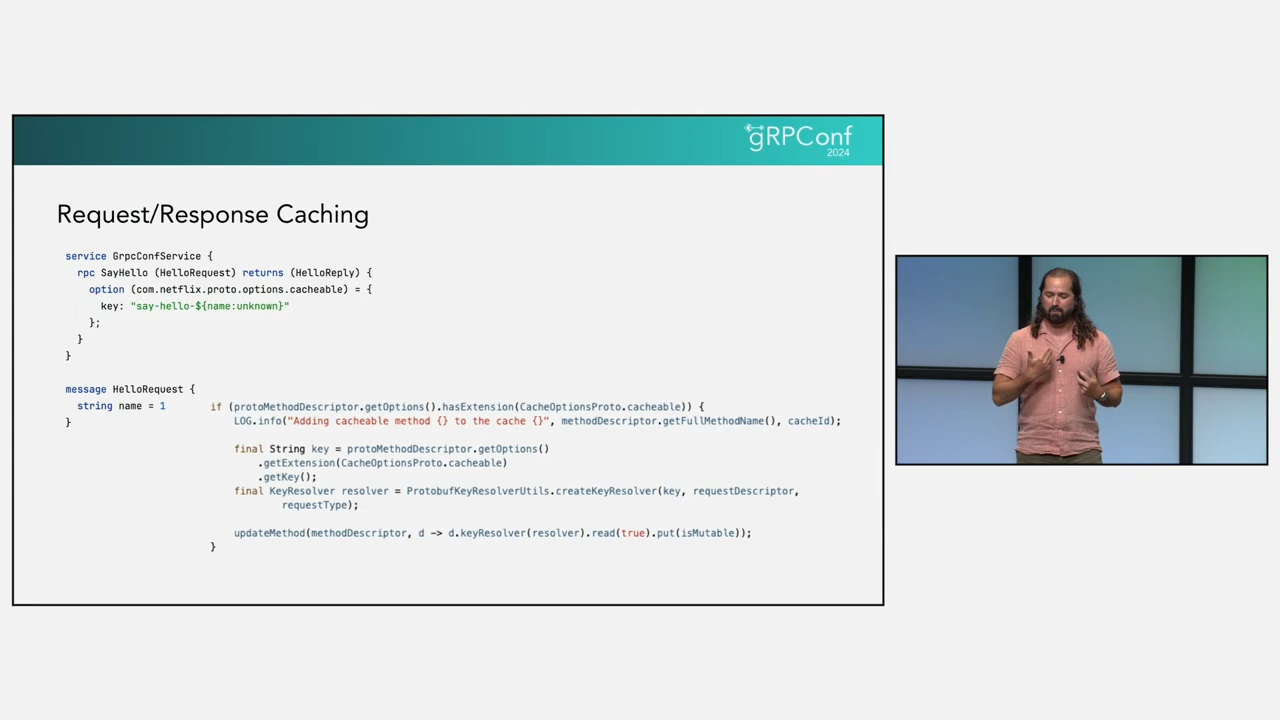 gRPConf
2024
Request/Response Caching
service GrpcConfService {
rpc SayHello (HelloRequest) returns (HelloReply) {
option (com.netflix.proto.options.cacheable) = {
key: "say-hello-${name:unknown}"
};
}
}
message HelloRequest {
string name = 1
}
if (protoMethodDescriptor.getOptions().hasExtension(CacheOptionsProto.cacheable)) {
LOG.info("Adding cacheable method {} to the cache {}", methodDescriptor.getFullMethodName(), cacheId);
final String key = protoMethodDescriptor.getOptions()
.getExtension(CacheOptionsProto.cacheable)
.getKey();
final KeyResolver resolver = ProtobufKeyResolverUtils.createKeyResolver(key, requestDescriptor,
requestType);
updateMethod(methodDescriptor, d -> d.keyResolver(resolver).read(true).put(isMutable));
}